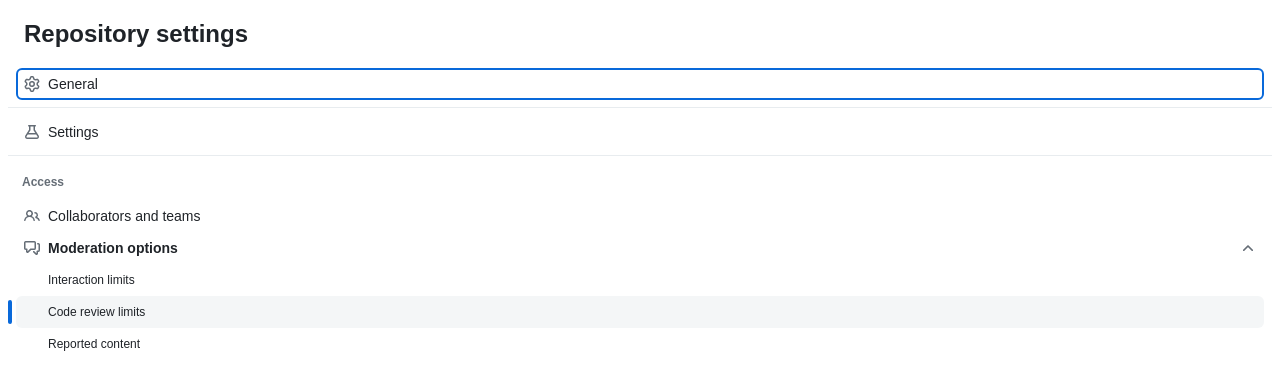 Repository settings
General
Settings
Access
Collaborators and teams
Moderation options
Interaction limits
Code review limits
Reported content